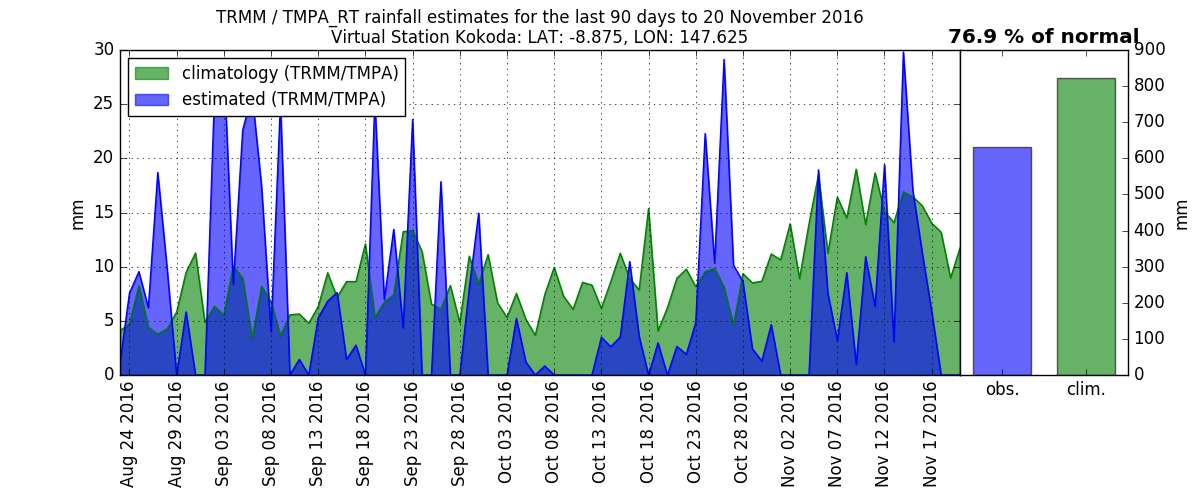 TRMM / TMPA_RT rainfall estimates for the last 90 days to 20 November 2016
Virtual Station Kokoda: LAT: -8.875, LON: 147.625
76.9 % of normal
climatology (TRMM/TMPA)
estimated (TRMM/TMPA)
30
25
20
15
10
5
0
mm
900
800
700
600
500
400
300
200
100
0
mm
Aug 24 2016
Aug 29 2016
Sep 03 2016
Sep 08 2016
Sep 13 2016
Sep 18 2016
Sep 23 2016
Sep 28 2016
Oct 03 2016
Oct 08 2016
Oct 13 2016
Oct 18 2016
Oct 23 2016
Oct 28 2016
Nov 02 2016
Nov 07 2016
Nov 12 2016
Nov 17 2016
obs.
clim.